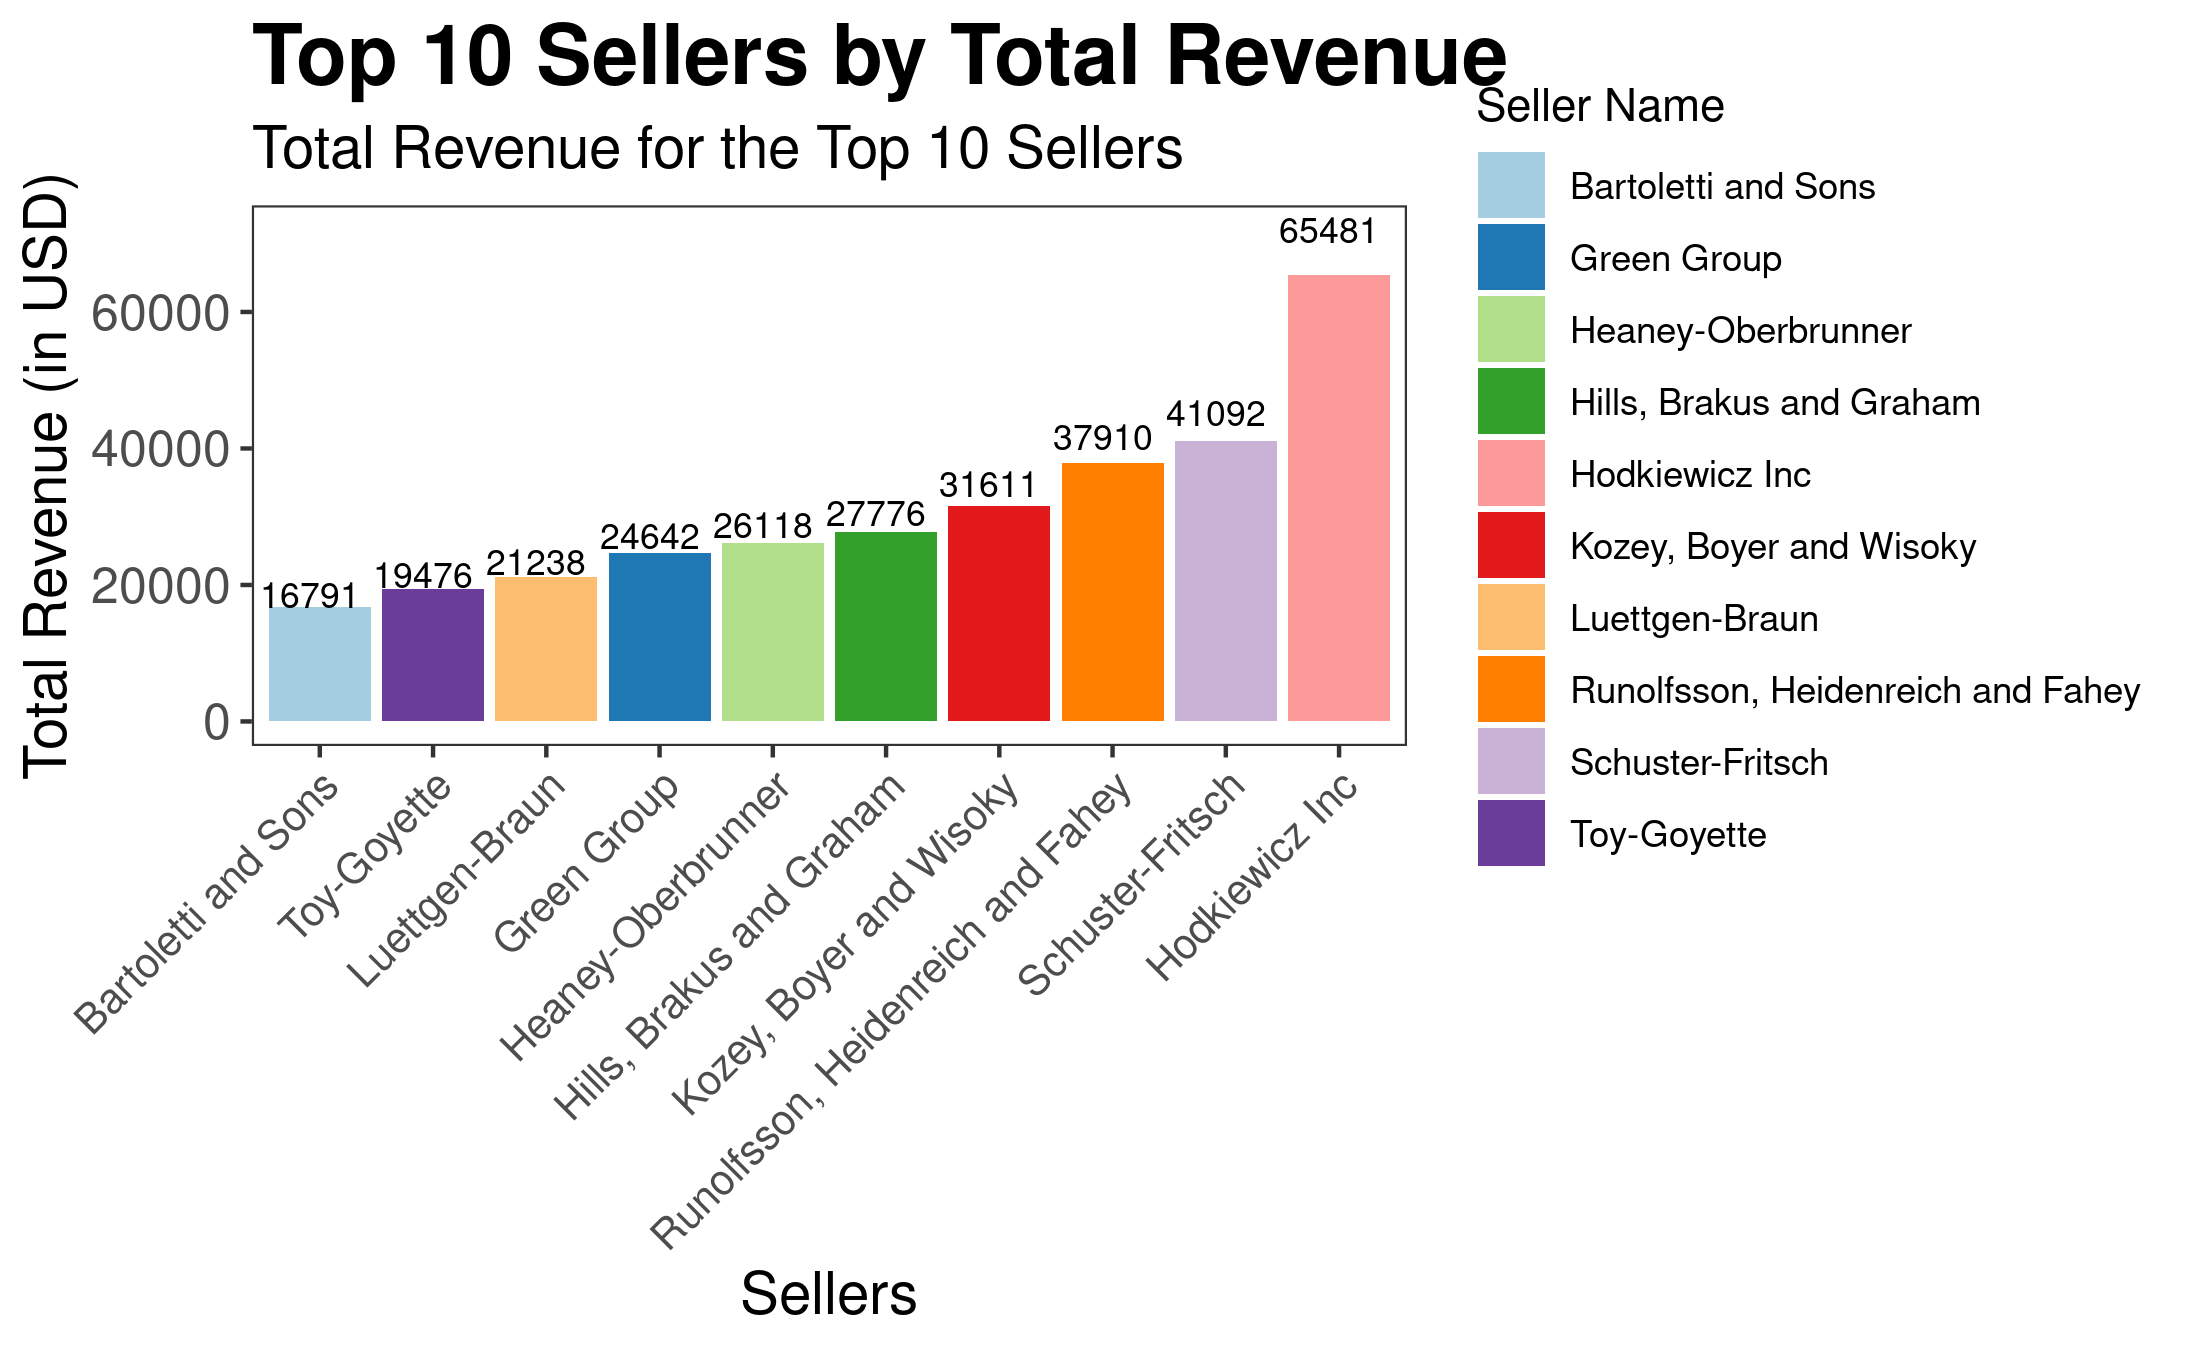 Top 10 Sellers by Total Revenue
Total Revenue for the Top 10 Sellers
Total Revenue (in USD)
60000
40000
20000
0
16791
19476
21238
24642
26118
27776
31611
37910
41092
65481
Bartoletti and Sons
Toy-Goyette
Luettgen-Braun
Green Group
Heaney-Oberbrunner
Hills, Brakus and Graham
Kozey, Boyer and Wisoky
Runolfsson, Heidenreich and Fahey
Schuster-Fritsch
Hodkiewicz Inc
Sellers
Seller Name
Bartoletti and Sons
Green Group
Heaney-Oberbrunner
Hills, Brakus and Graham
Hodkiewicz Inc
Kozey, Boyer and Wisoky
Luettgen-Braun
Runolfsson, Heidenreich and Fahey
Schuster-Fritsch
Toy-Goyette